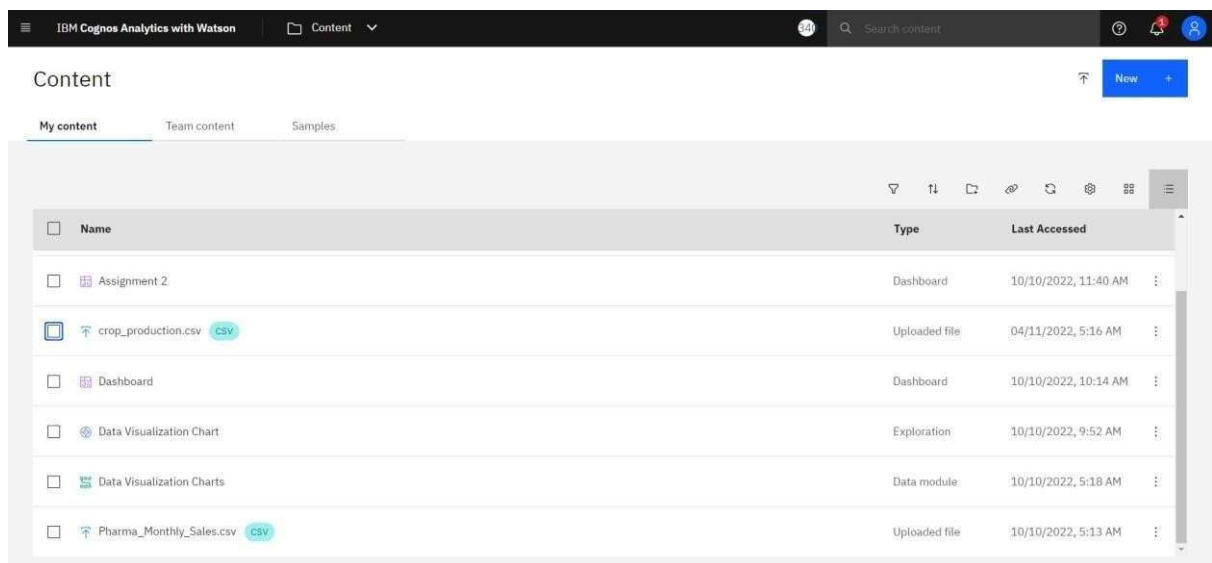 IBM Cognos Analytics with Watson Content 340 Search content 1
Content New +
My content Team content Samples
Name Type Last Accessed
Assignment 2 Dashboard 10/10/2022, 11:40 AM
crop_production.csv CSV Uploaded file 04/11/2022, 5:16 AM
Dashboard Dashboard 10/10/2022, 10:14 AM
Data Visualization Chart Exploration 10/10/2022, 9:52 AM
Data Visualization Charts Data module 10/10/2022, 5:18 AM
Pharma_Monthly_Sales.csv CSV Uploaded file 10/10/2022, 5:13 AM